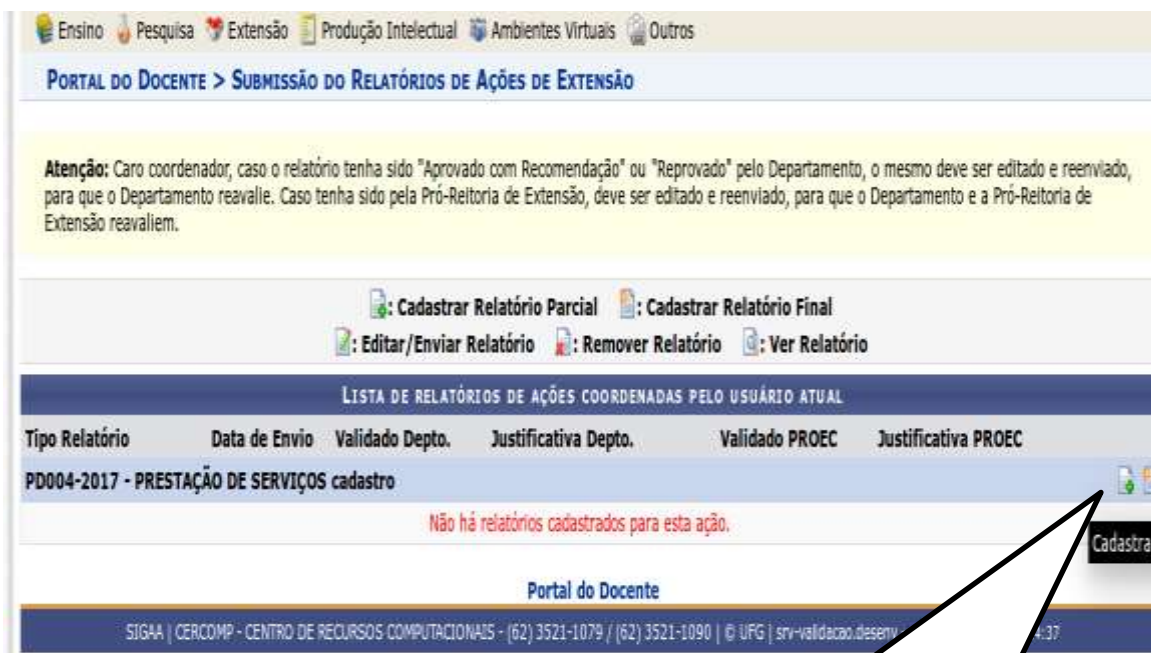 Ensino Pesquisa Extensão Produção Intelectual Ambientes Virtuais Outros
PORTAL DO DOCENTE > SUBMISSÃO DO RELATÓRIOS DE AÇÕES DE EXTENSÃO
Atenção: Caro coordenador, caso o relatório tenha sido "Aprovado com Recomendação" ou "Reprovado" pelo Departamento, o mesmo deve ser editado e reenviado,
para que o Departamento reavalie. Caso tenha sido pela Pró-Reitoria de Extensão, deve ser editado e reenviado, para que o Departamento e a Pró-Reitoria de
Extensão reavaliem.
: Cadastrar Relatório Parcial : Cadastrar Relatório Final
: Editar/Enviar Relatório : Remover Relatório : Ver Relatório
LISTA DE RELATÓRIOS DE AÇÕES COORDENADAS PELO USUÁRIO ATUAL
Tipo Relatório Data de Envio Validado Depto. Justificativa Depto. Validado PROEC Justificativa PROEC
PD004-2017 - PRESTAÇÃO DE SERVIÇOS cadastro
Não há relatórios cadastrados para esta ação.
Cadastra
Portal do Docente
SIGAA | CERCOMP - CENTRO DE RECURSOS COMPUTACIONAIS - (62) 3521-1079 / (62) 3521-1090 | © UFG | srv-validacao.desenv 4:37